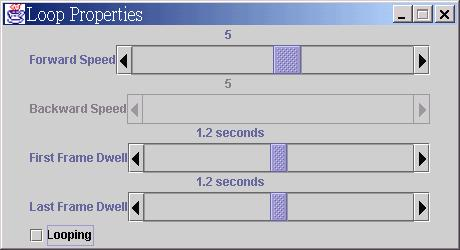 Loop Properties
5
Forward Speed
5
Backward Speed
1.2 seconds
First Frame Dwell
1.2 seconds
Last Frame Dwell
Looping